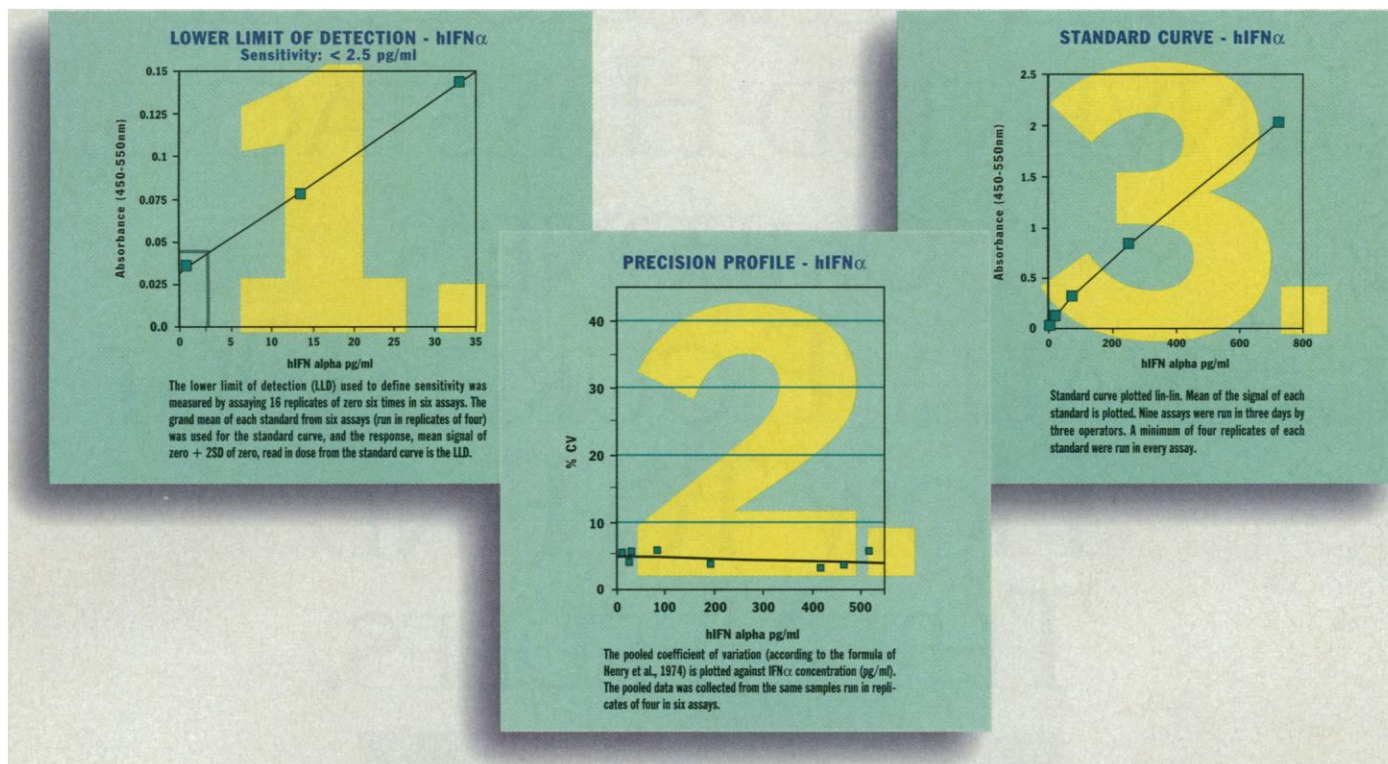 LOWER LIMIT OF DETECTION - hIFNα
Sensitivity: < 2.5 pg/ml
Absorbance (450-550nm)
0.15
0.125
0.1
0.075
0.05
0.025
0.0
0 5 10 15 20 25 30 35
hIFN alpha pg/ml
1.
The lower limit of detection (LLD) used to define sensitivity was
measured by assaying 16 replicates of zero six times in six assays. The
grand mean of each standard from six assays (run in replicates of four)
was used for the standard curve, and the response, mean signal of
zero + 2SD of zero, read in dose from the standard curve is the LLD.
PRECISION PROFILE - hIFNα
% CV
40
30
20
10
0
0 100 200 300 400 500
hIFN alpha pg/ml
2.
The pooled coefficient of variation (according to the formula of
Henry et al., 1974) is plotted against IFNα concentration (pg/ml).
The pooled data was collected from the same samples run in repli-
cates of four in six assays.
STANDARD CURVE - hIFNα
Absorbance (450-550nm)
2.5
2
1.5
1
0.5
0
0 200 400 600 800
hIFN alpha pg/ml
3.
Standard curve plotted lin-lin. Mean of the signal of each
standard is plotted. Nine assays were run in three days by
three operators. A minimum of four replicates of each
standard were run in every assay.